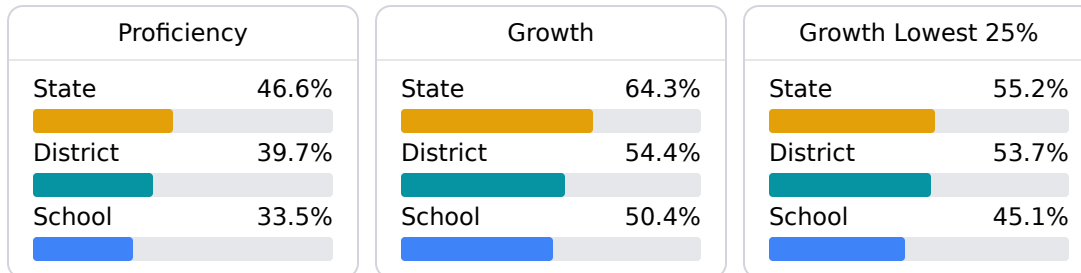 Proficiency
State 46.6%
District 39.7%
School 33.5%
Growth
State 64.3%
District 54.4%
School 50.4%
Growth Lowest 25%
State 55.2%
District 53.7%
School 45.1%